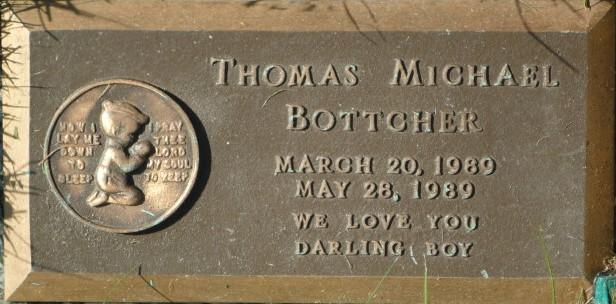 NOW I
LAY ME
DOWN
TO
SLEEP
I PRAY
THEE
LORD
MY SOUL
TO KEEP
THOMAS MICHAEL
BOTTCHER
MARCH 20, 1989
MAY 28, 1989
WE LOVE YOU
DARLING BOY